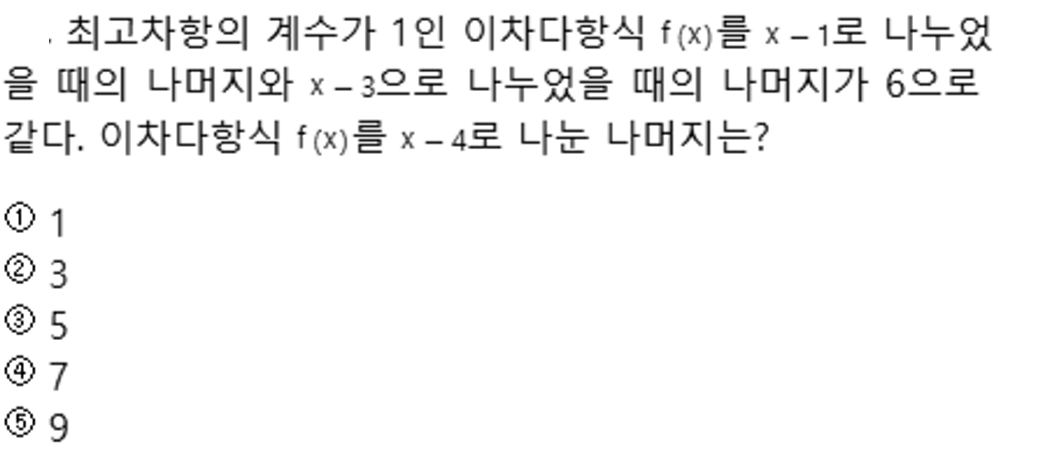 . 최고차항의 계수가 1인 이차다항식 f(x)를 x − 1로 나누었
을 때의 나머지와 x − 3으로 나누었을 때의 나머지가 6으로
같다. 이차다항식 f(x)를 x − 4로 나눈 나머지는?
① 1
② 3
③ 5
④ 7
⑤ 9